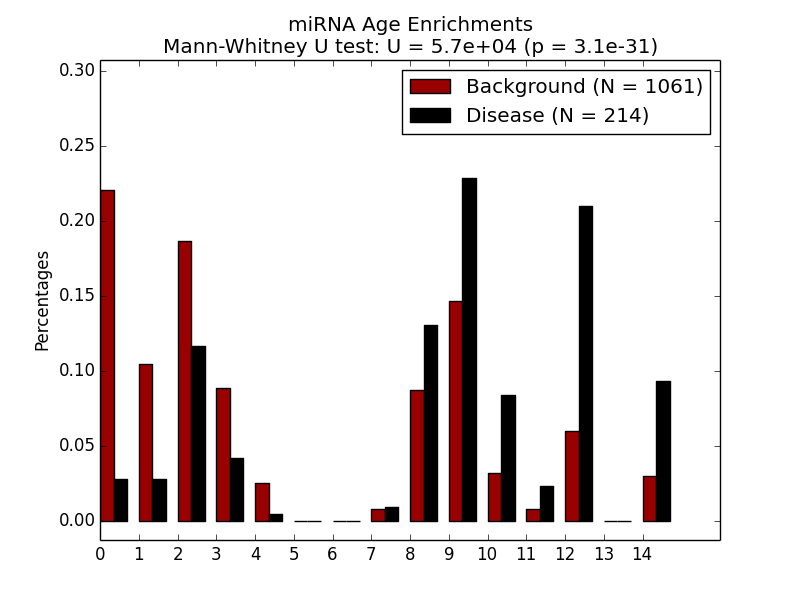 miRNA Age Enrichments
Mann-Whitney U test: U = 5.7e+04 (p = 3.1e-31)
Background (N = 1061)
Disease (N = 214)
Percentages
0.30
0.25
0.20
0.15
0.10
0.05
0.00
0 1 2 3 4 5 6 7 8 9 10 11 12 13 14